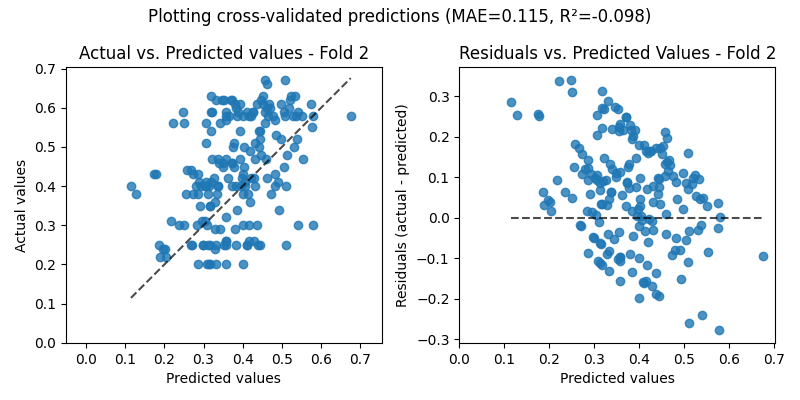 Plotting cross-validated predictions (MAE=0.115, R²=-0.098)
Actual vs. Predicted values - Fold 2
Actual values
0.7
0.6
0.5
0.4
0.3
0.2
0.1
0.0
0.0 0.1 0.2 0.3 0.4 0.5 0.6 0.7
Predicted values
Residuals vs. Predicted Values - Fold 2
Residuals (actual - predicted)
0.3
0.2
0.1
0.0
−0.1
−0.2
−0.3
0.0 0.1 0.2 0.3 0.4 0.5 0.6 0.7
Predicted values